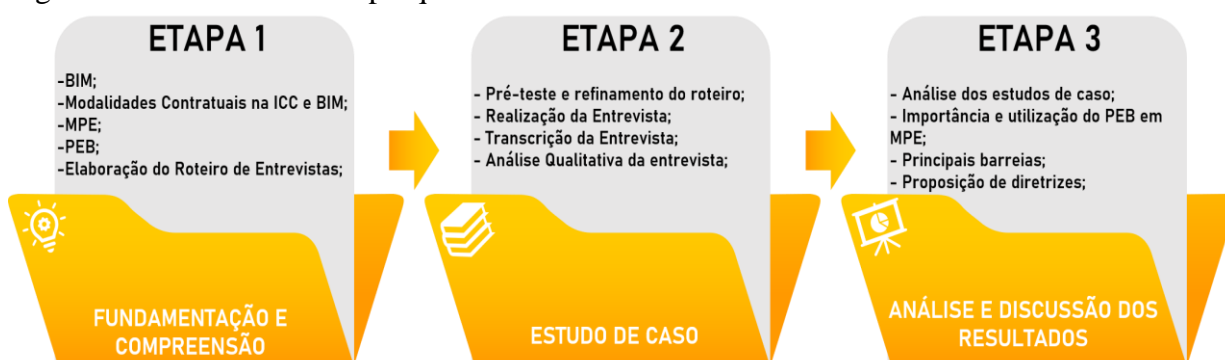 ETAPA 1
-BIM;
-Modalidades Contratuais na ICC e BIM;
-MPE;
-PEB;
-Elaboração do Roteiro de Entrevistas;
FUNDAMENTAÇÃO E
COMPREENSÃO
ETAPA 2
- Pré-teste e refinamento do roteiro;
- Realização da Entrevista;
- Transcrição da Entrevista;
- Análise Qualitativa da entrevista;
ESTUDO DE CASO
ETAPA 3
- Análise dos estudos de caso;
- Importância e utilização do PEB em
MPE;
- Principais barreias;
- Proposição de diretrizes;
ANÁLISE E DISCUSSÃO DOS
RESULTADOS